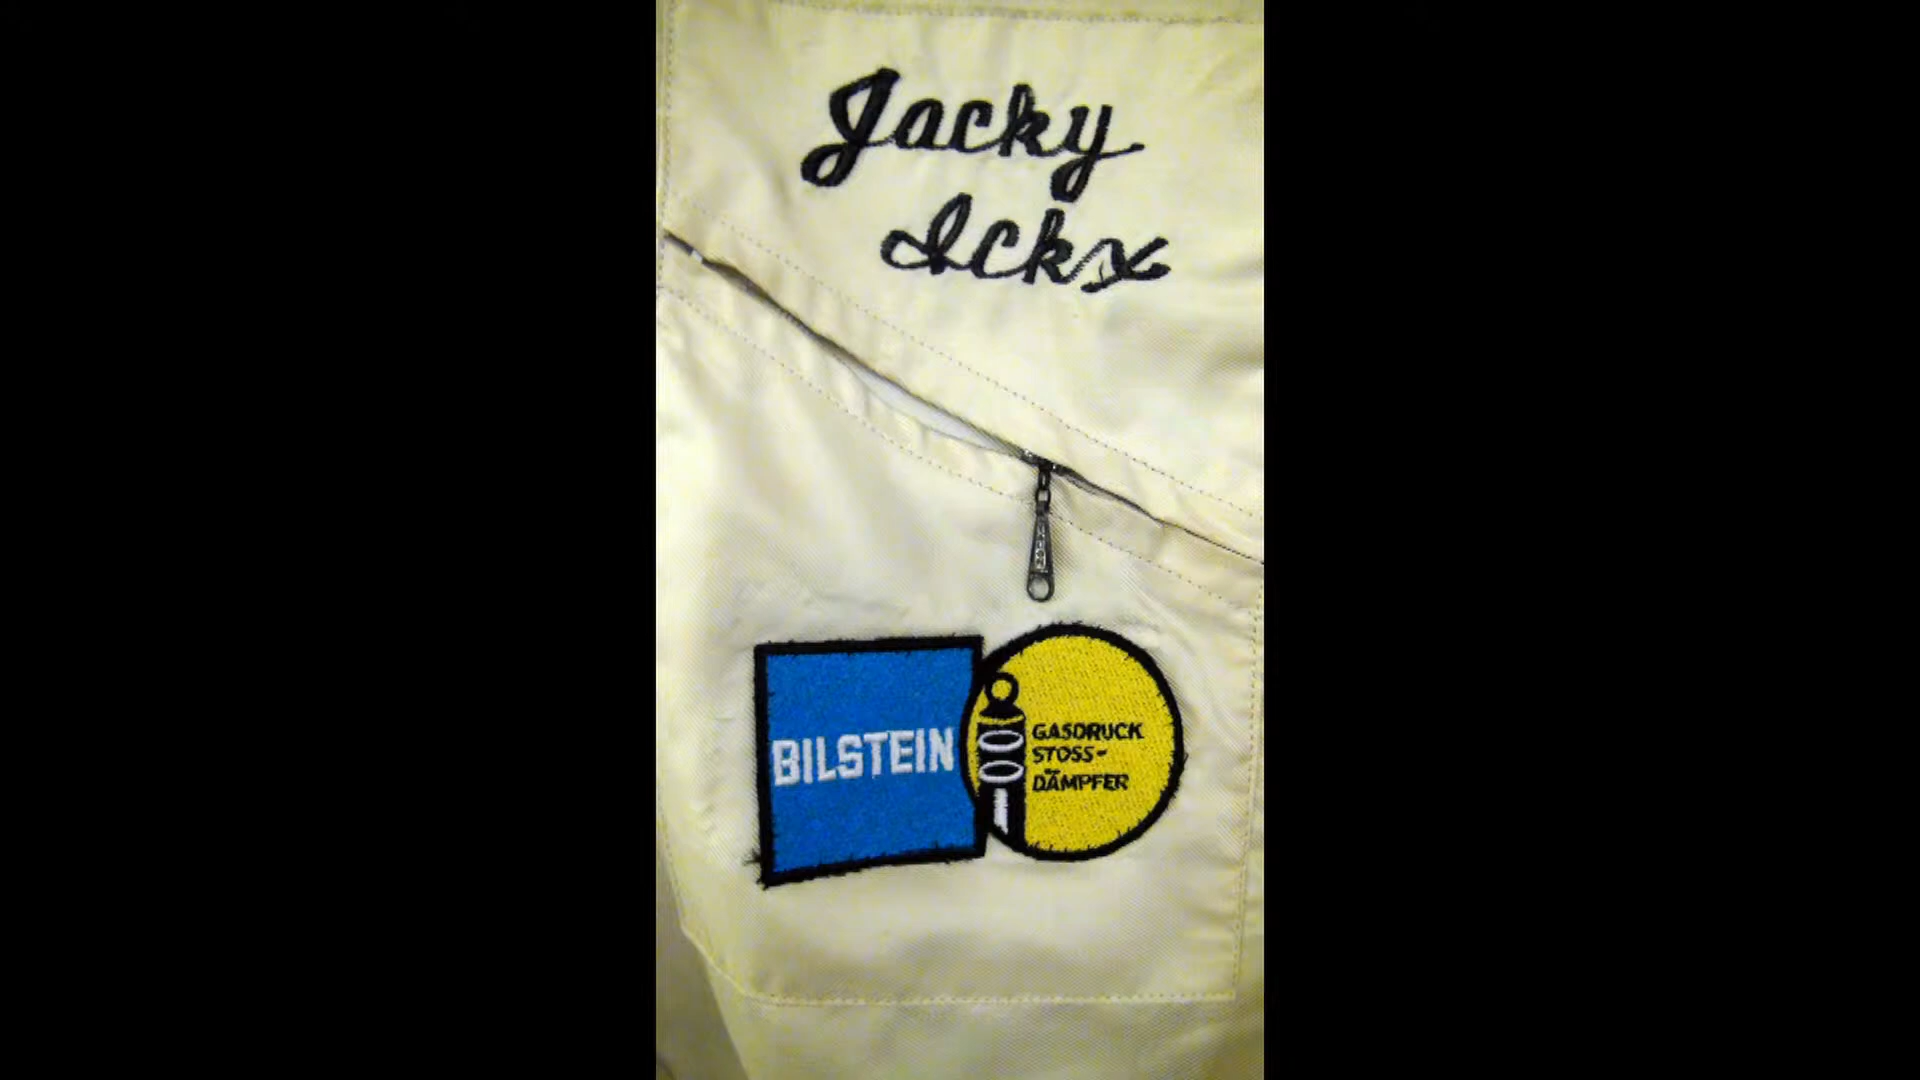 Jacky
Ickx
BILSTEIN
GASDRUCK
STOSS-
DÄMPFER